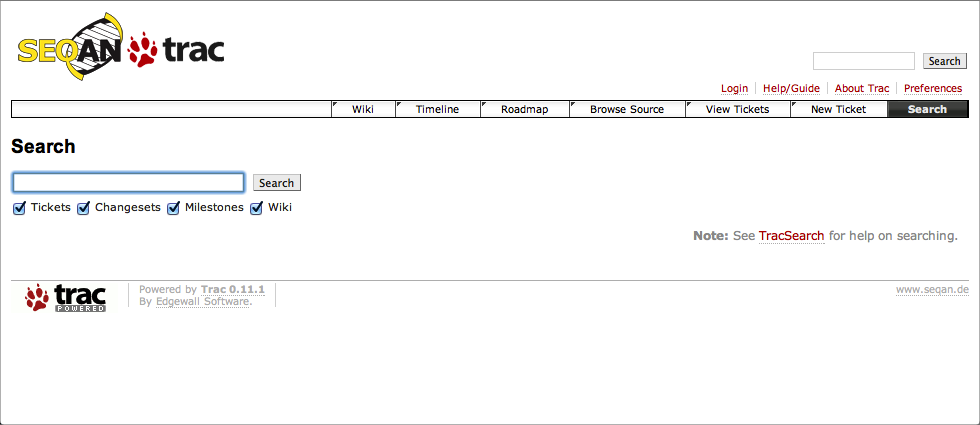 SEQAN trac
Search
Login Help/Guide About Trac Preferences
Wiki Timeline Roadmap Browse Source View Tickets New Ticket Search
Search
Search
Tickets Changesets Milestones Wiki
Note: See TracSearch for help on searching.
trac POWERED
Powered by Trac 0.11.1
By Edgewall Software.
www.seqan.de